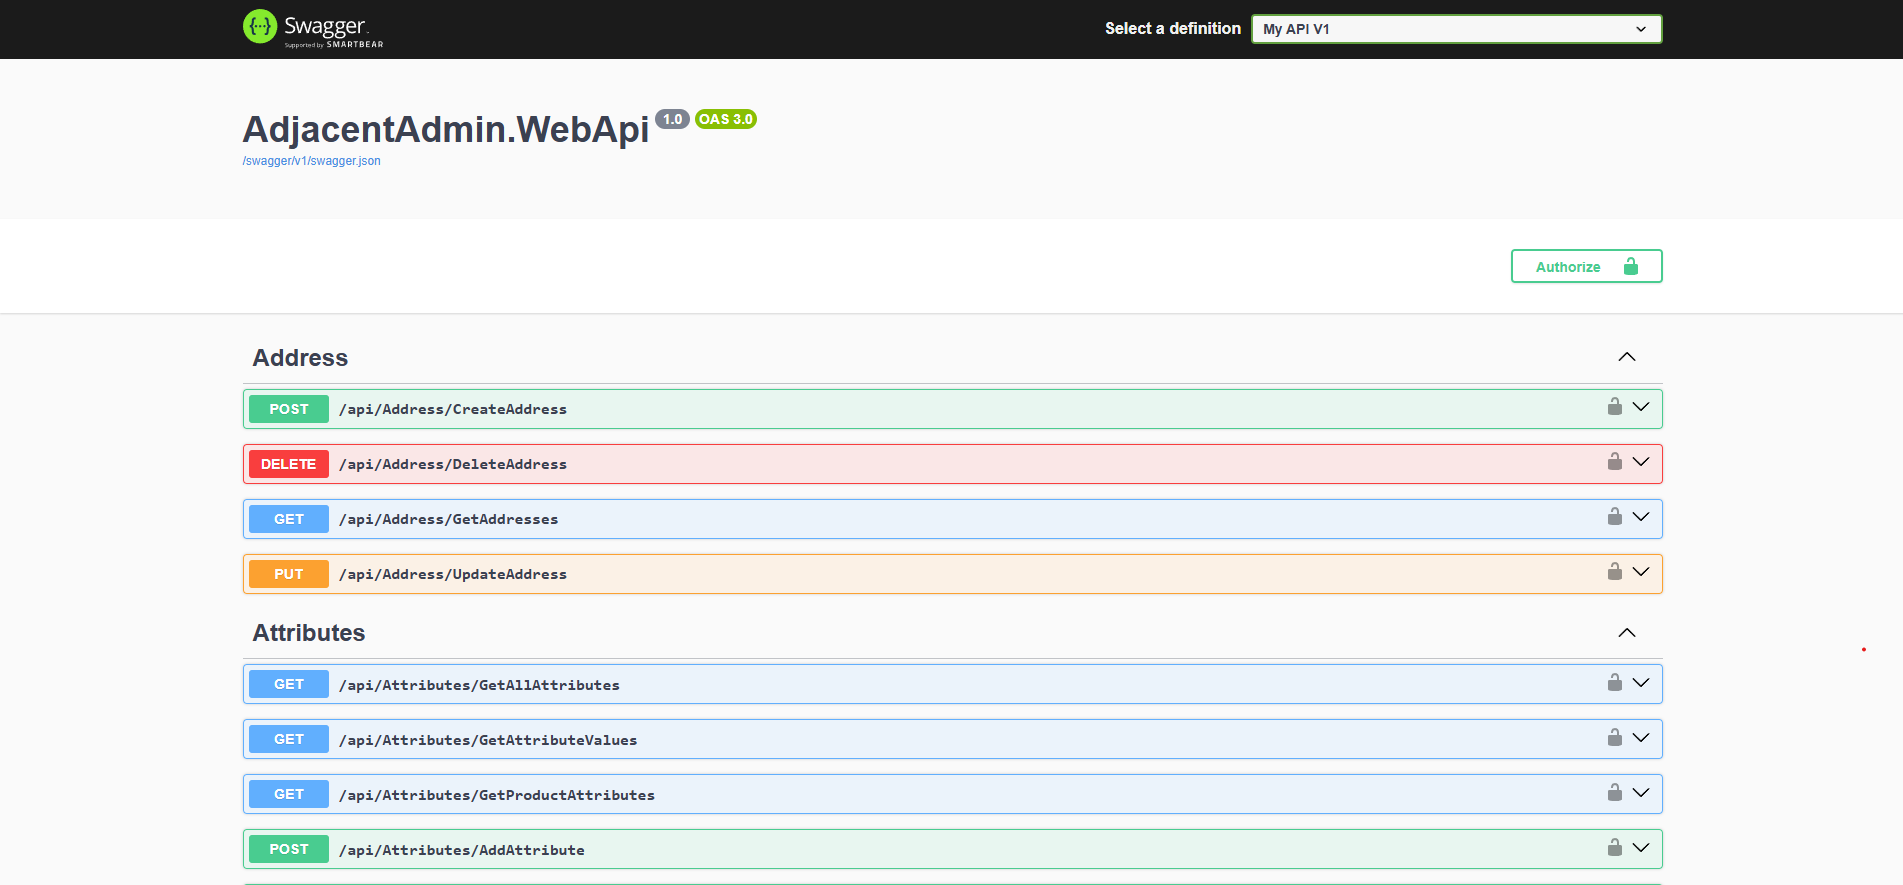 Swagger
Supported by SMARTBEAR
Select a definition
My API V1
AdjacentAdmin.WebApi 1.0 OAS 3.0
/swagger/v1/swagger.json
Authorize
Address
POST /api/Address/CreateAddress
DELETE /api/Address/DeleteAddress
GET /api/Address/GetAddresses
PUT /api/Address/UpdateAddress
Attributes
GET /api/Attributes/GetAllAttributes
GET /api/Attributes/GetAttributeValues
GET /api/Attributes/GetProductAttributes
POST /api/Attributes/AddAttribute